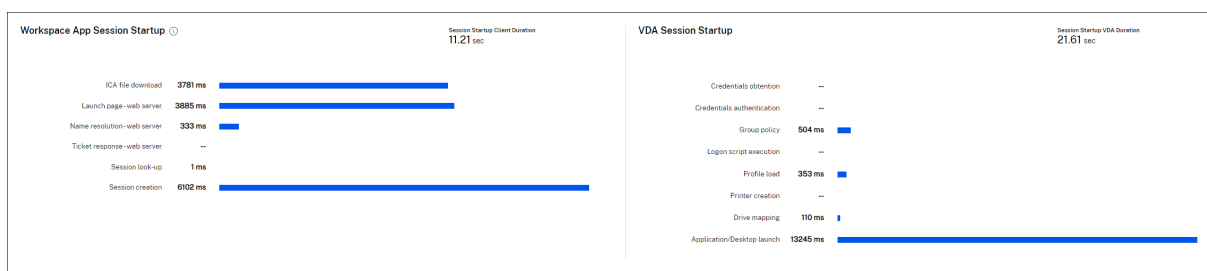 Workspace App Session Startup
Session Startup Client Duration
11.21 sec
ICA file download 3781 ms
Launch page-web server 3885 ms
Name resolution-web server 333 ms
Ticket response-web server --
Session look-up 1 ms
Session creation 6102 ms
VDA Session Startup
Session Startup VDA Duration
21.61 sec
Credentials obtention --
Credentials authentication --
Group policy 504 ms
Logon script execution --
Profile load 353 ms
Printer creation --
Drive mapping 110 ms
Application/Desktop launch 13245 ms